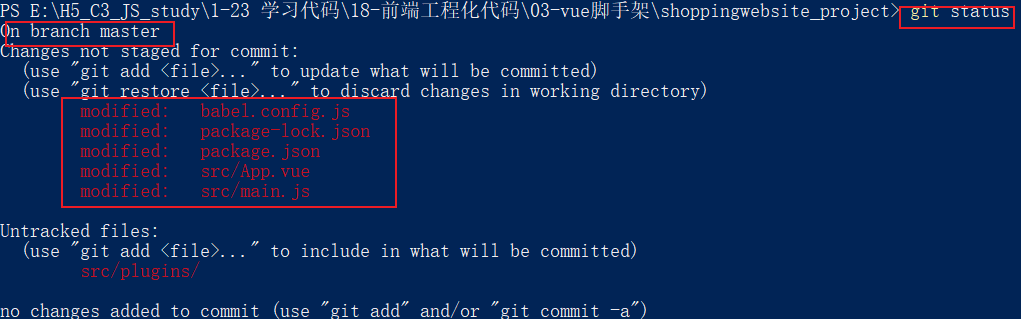 PS E:\H5_C3_JS_study\1-23 学习代码\18-前端工程化代码\03-vue脚手架\shoppingwebsite_project> git status
On branch master
Changes not staged for commit:
(use "git add <file>..." to update what will be committed)
(use "git restore <file>..." to discard changes in working directory)
modified: babel.config.js
modified: package-lock.json
modified: package.json
modified: src/App.vue
modified: src/main.js
Untracked files:
(use "git add <file>..." to include in what will be committed)
src/plugins/
no changes added to commit (use "git add" and/or "git commit -a")